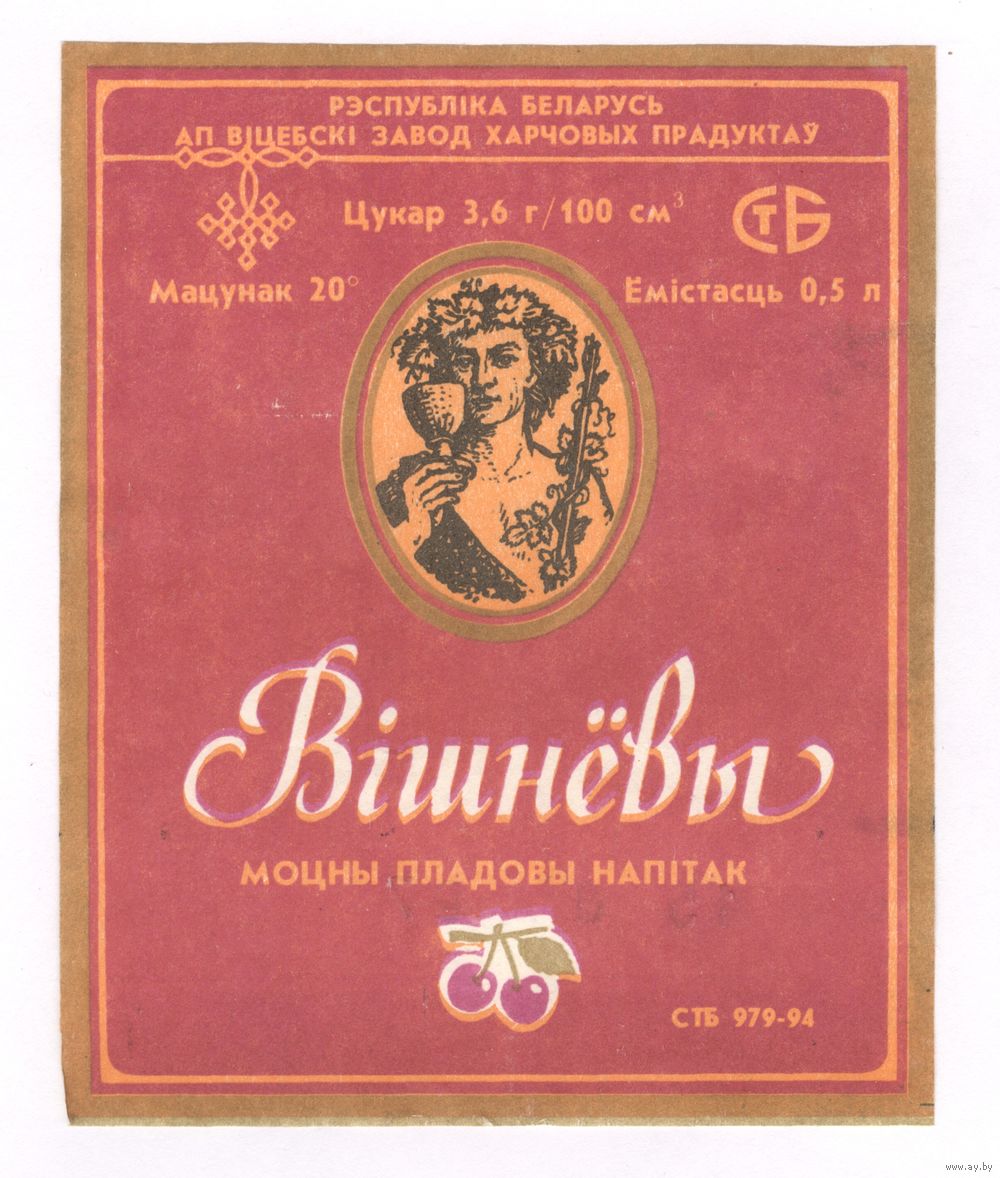 РЭСПУБЛІКА БЕЛАРУСЬ
АП ВІЦЕБСКІ ЗАВОД ХАРЧОВЫХ ПРАДУКТАЎ
Цукар 3,6 г/100 см³
СТБ
Мацунак 20°
Ёмістасць 0,5 л
Вішнёвы
МОЦНЫ ПЛАДОВЫ НАПІТАК
СТБ 979-94
www.ay.by